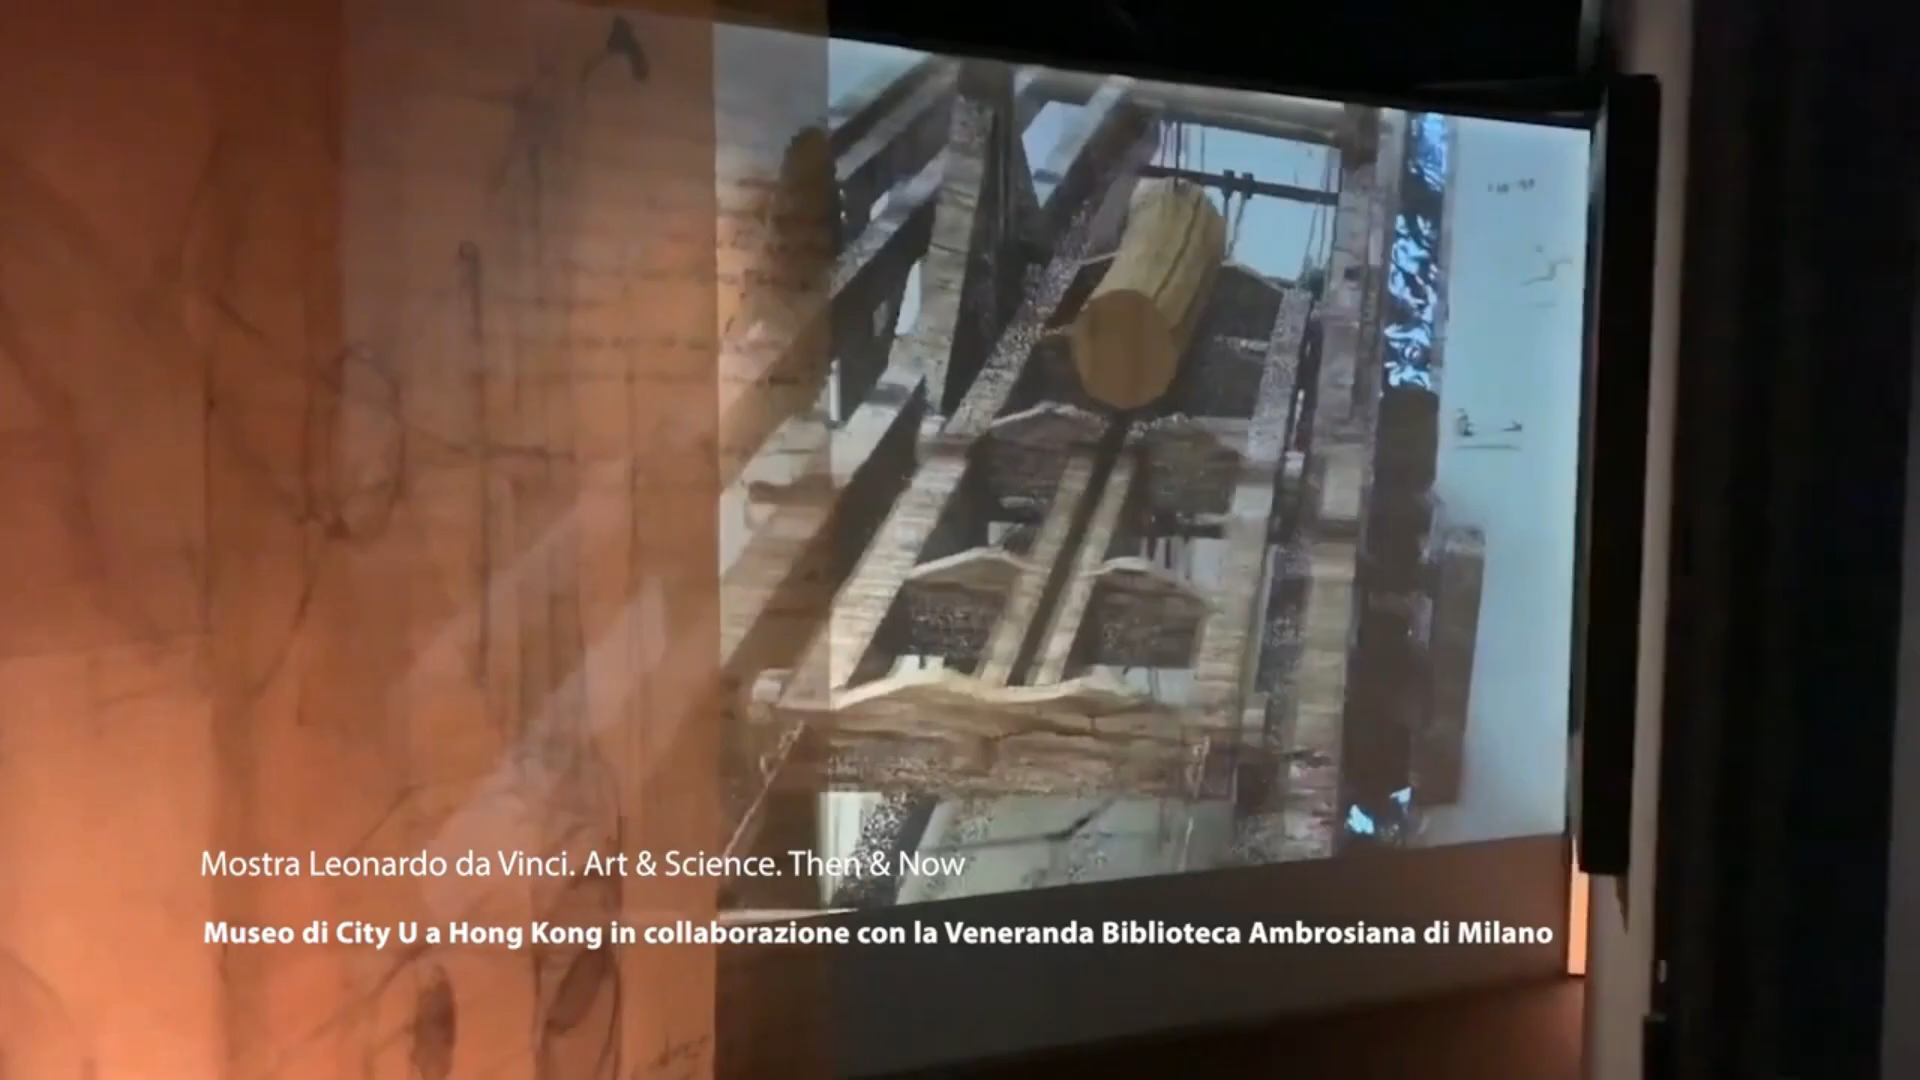 Mostra Leonardo da Vinci. Art & Science. Then & Now
Museo di City U a Hong Kong in collaborazione con la Veneranda Biblioteca Ambrosiana di Milano